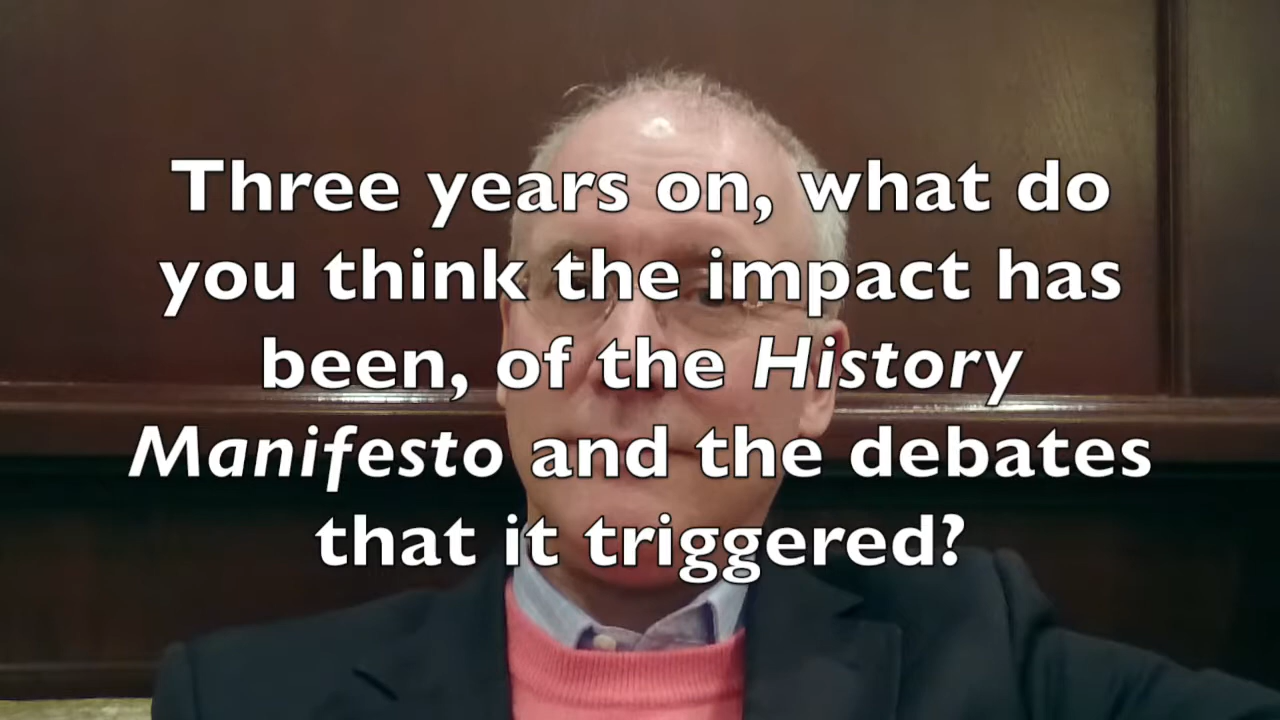 Three years on, what do
you think the impact has
been, of the History
Manifesto and the debates
that it triggered?